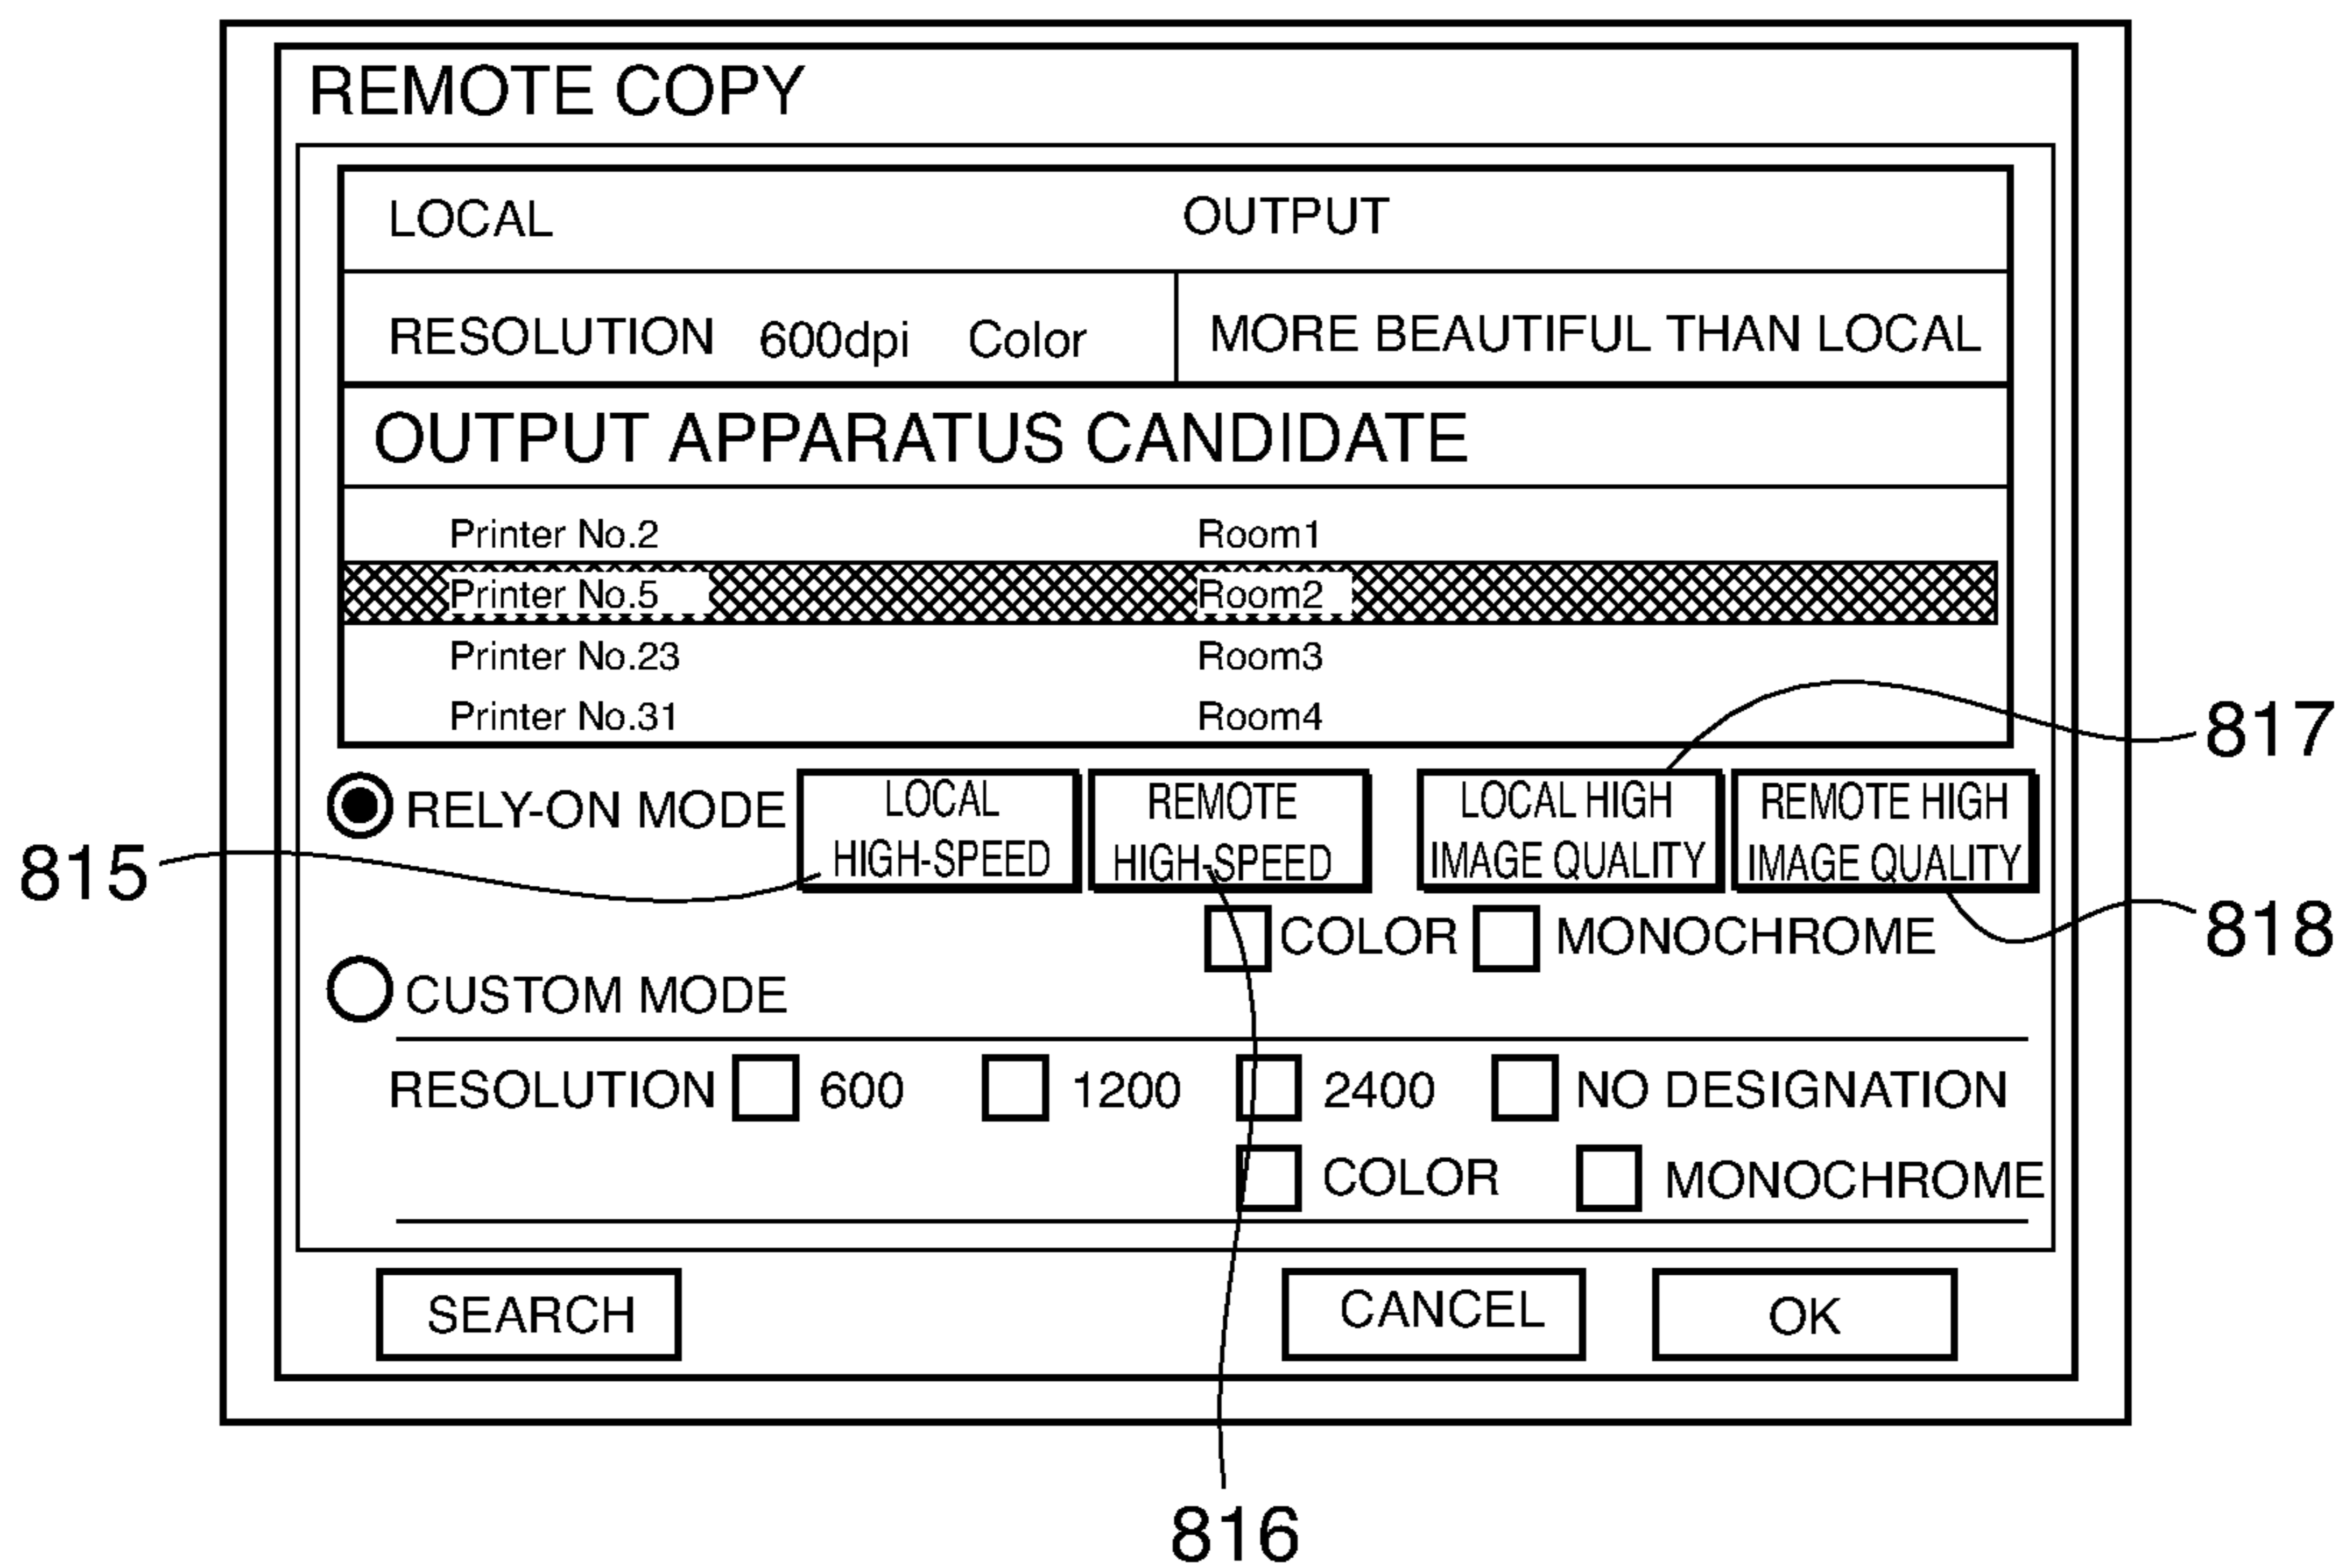 REMOTE COPY
LOCAL OUTPUT
RESOLUTION 600dpi Color MORE BEAUTIFUL THAN LOCAL
OUTPUT APPARATUS CANDIDATE
Printer No.2 Room1
Printer No.5 Room2
Printer No.23 Room3
Printer No.31 Room4
817
RELY-ON MODE
LOCAL
HIGH-SPEED
REMOTE
HIGH-SPEED
LOCAL HIGH
IMAGE QUALITY
REMOTE HIGH
IMAGE QUALITY
815
COLOR MONOCHROME
818
CUSTOM MODE
RESOLUTION 600 1200 2400 NO DESIGNATION
COLOR MONOCHROME
SEARCH CANCEL OK
816